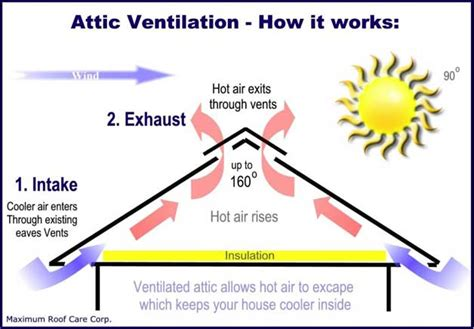 Attic Ventilation - How it works:
Wind
Hot air exits
through vents
90°
2. Exhaust
up to
160°
1. Intake
Cooler air enters
Through existing
eaves Vents
Hot air rises
Insulation
Ventilated attic allows hot air to excape
which keeps your house cooler inside
Maximum Roof Care Corp.